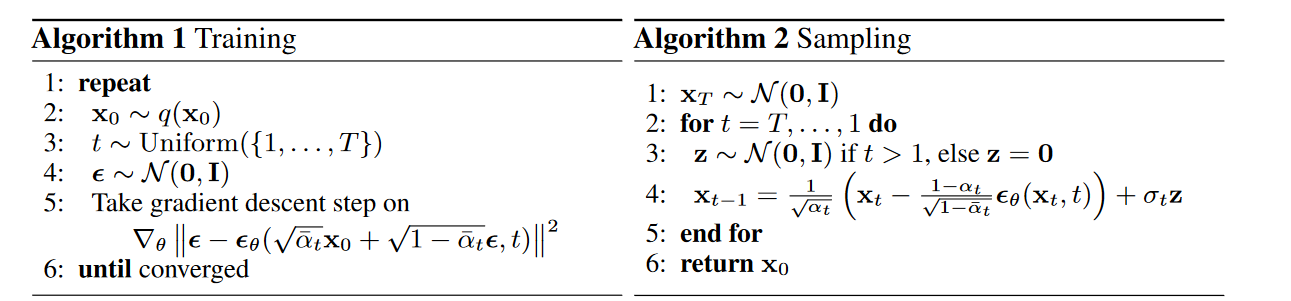 Algorithm 1 Training
1: repeat
2: x₀ ∼ q(x₀)
3: t ∼ Uniform({1, . . . , T})
4: ϵ ∼ 𝒩(0, I)
5: Take gradient descent step on
∇_θ ‖ϵ − ϵ_θ(√ᾱ_t x₀ + √(1 − ᾱ_t) ϵ, t)‖²
6: until converged
Algorithm 2 Sampling
1: x_T ∼ 𝒩(0, I)
2: for t = T, . . . , 1 do
3: z ∼ 𝒩(0, I) if t > 1, else z = 0
4: x_{t−1} = 1/√α_t (x_t − (1−α_t)/√(1−ᾱ_t) ϵ_θ(x_t, t)) + σ_t z
5: end for
6: return x₀